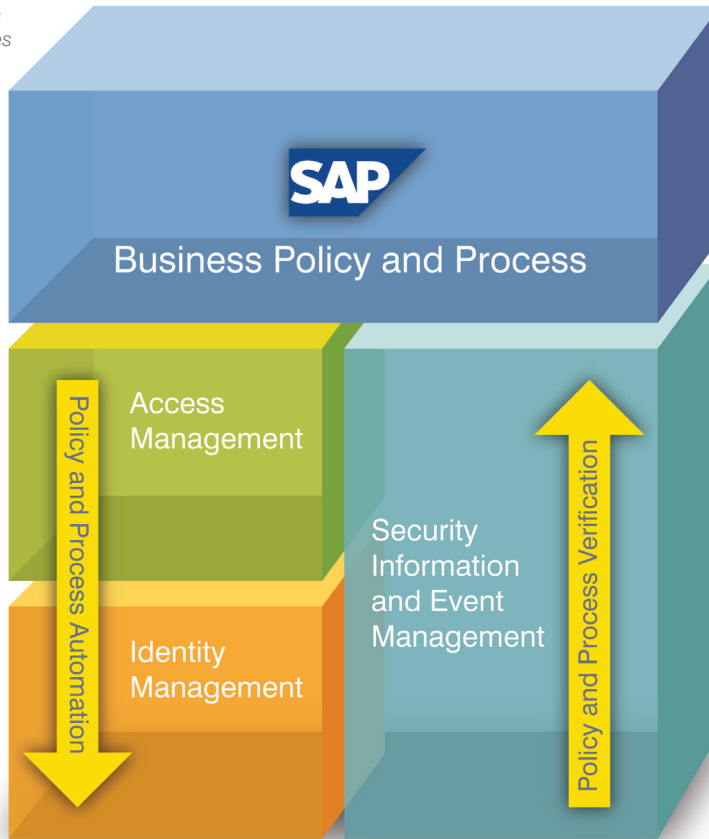 SAP
Business Policy and Process
Access
Management
Policy and Process Automation
Identity
Management
Security
Information
and Event
Management
Policy and Process Verification